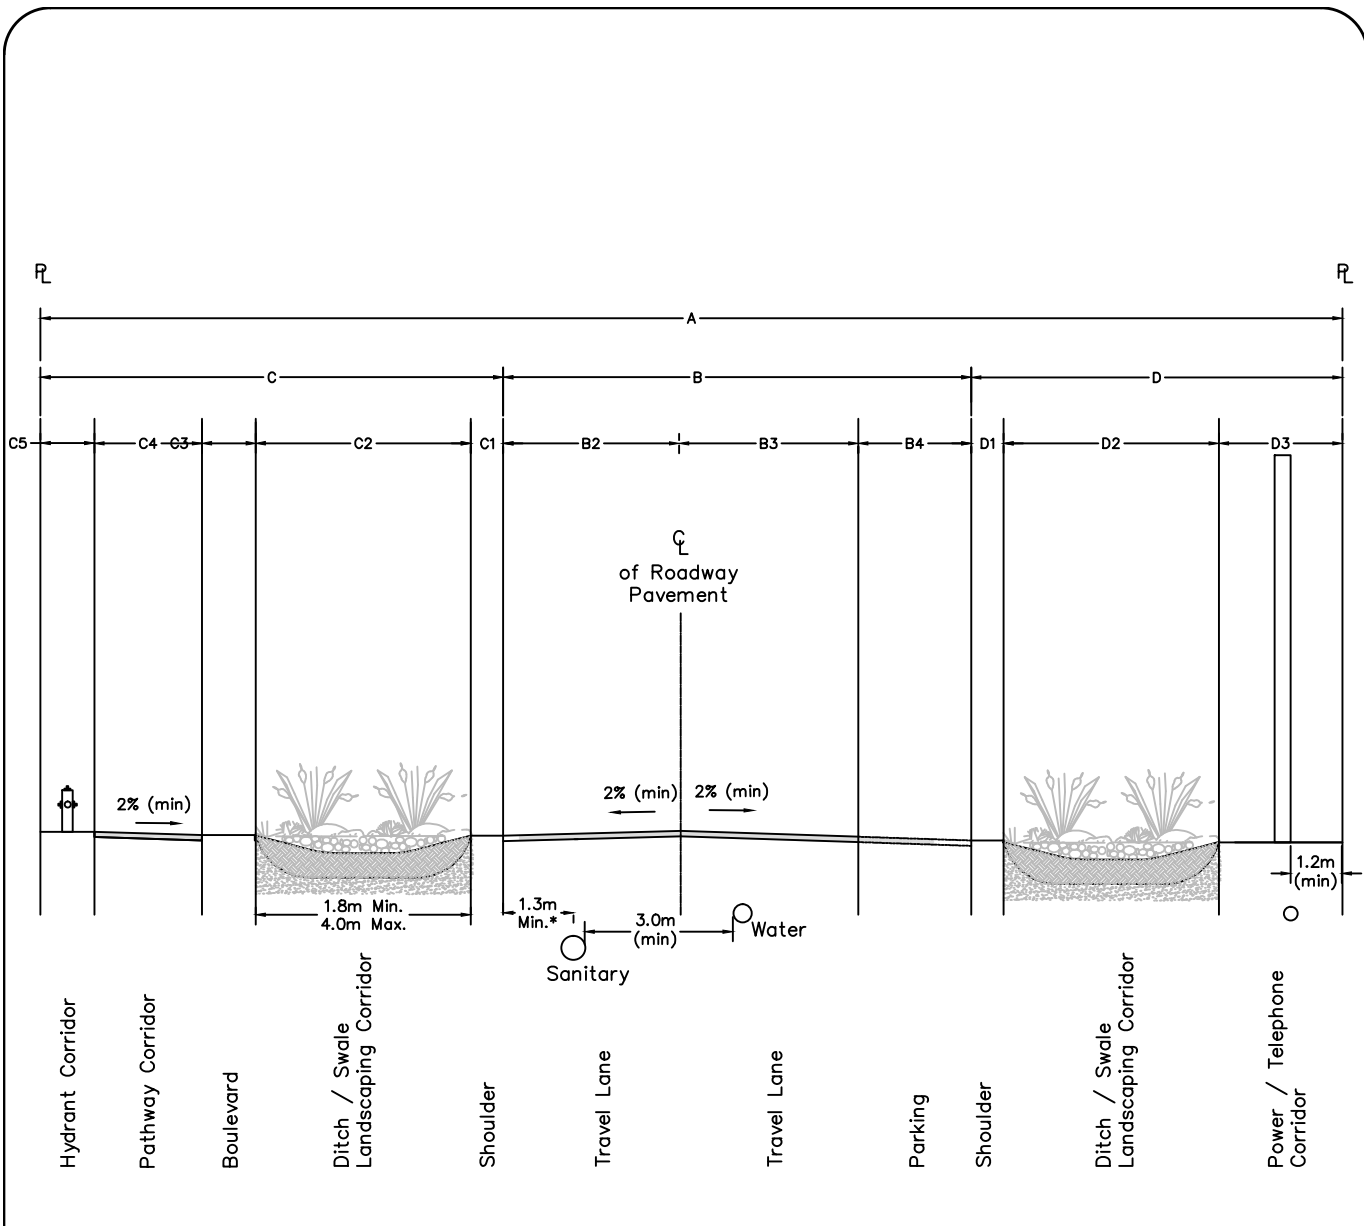 PL PL
A
C B D
C5 C4 C3 C2 C1 B2 B3 B4 D1 D2 D3
CL
of Roadway
Pavement
2% (min) 2% (min) 2% (min)
1.2m
(min)
1.8m Min.
4.0m Max.
1.3m
Min.*
3.0m
(min)
Water
Sanitary
Hydrant Corridor
Pathway Corridor
Boulevard
Ditch / Swale
Landscaping Corridor
Shoulder
Travel Lane
Travel Lane
Parking
Shoulder
Ditch / Swale
Landscaping Corridor
Power / Telephone
Corridor